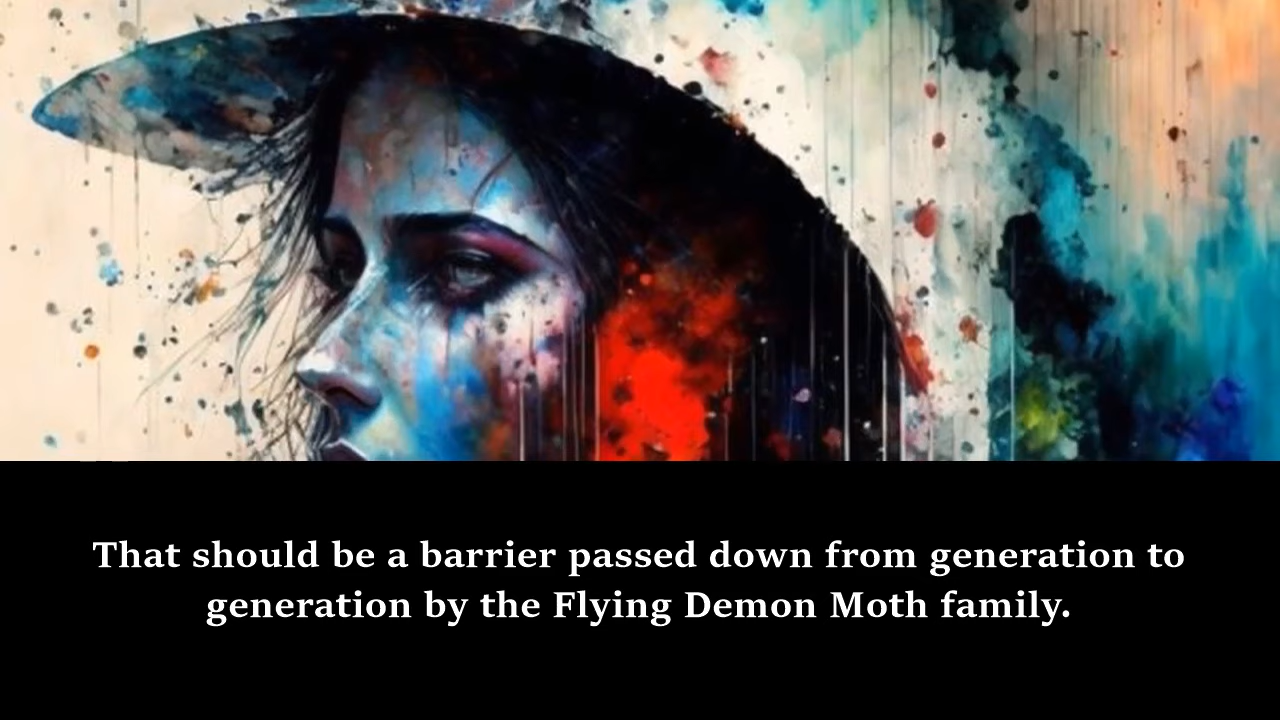 That should be a barrier passed down from generation to
generation by the Flying Demon Moth family.